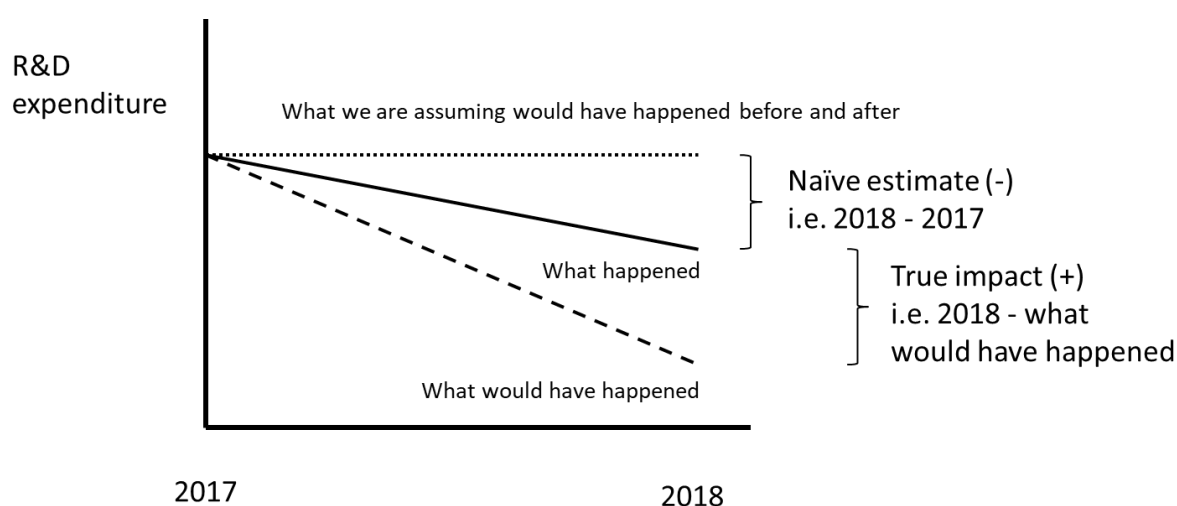 R&D
expenditure
What we are assuming would have happened before and after
Naïve estimate (-)
i.e. 2018 - 2017
What happened
True impact (+)
i.e. 2018 - what
would have happened
What would have happened
2017
2018